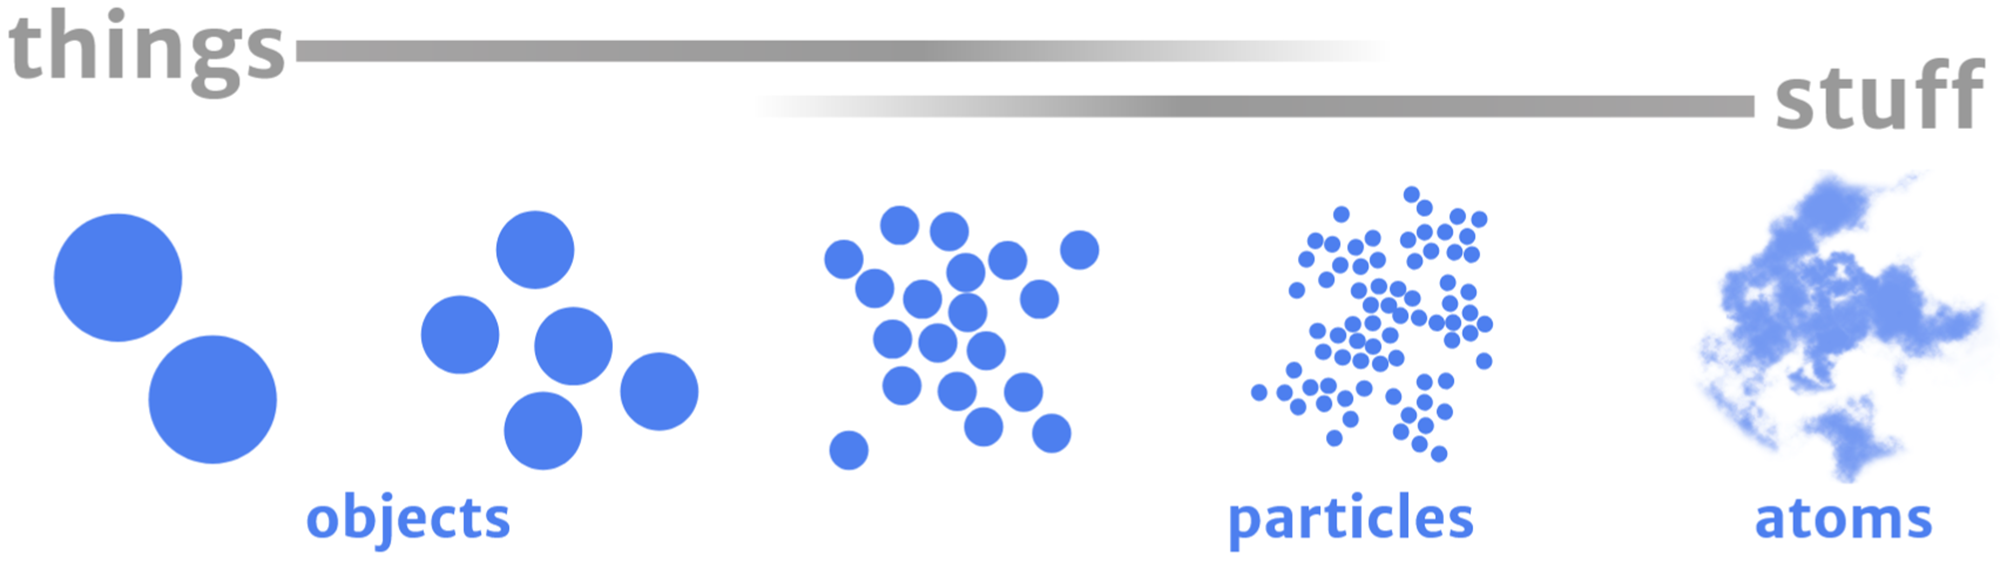 things
stuff
objects
particles
atoms